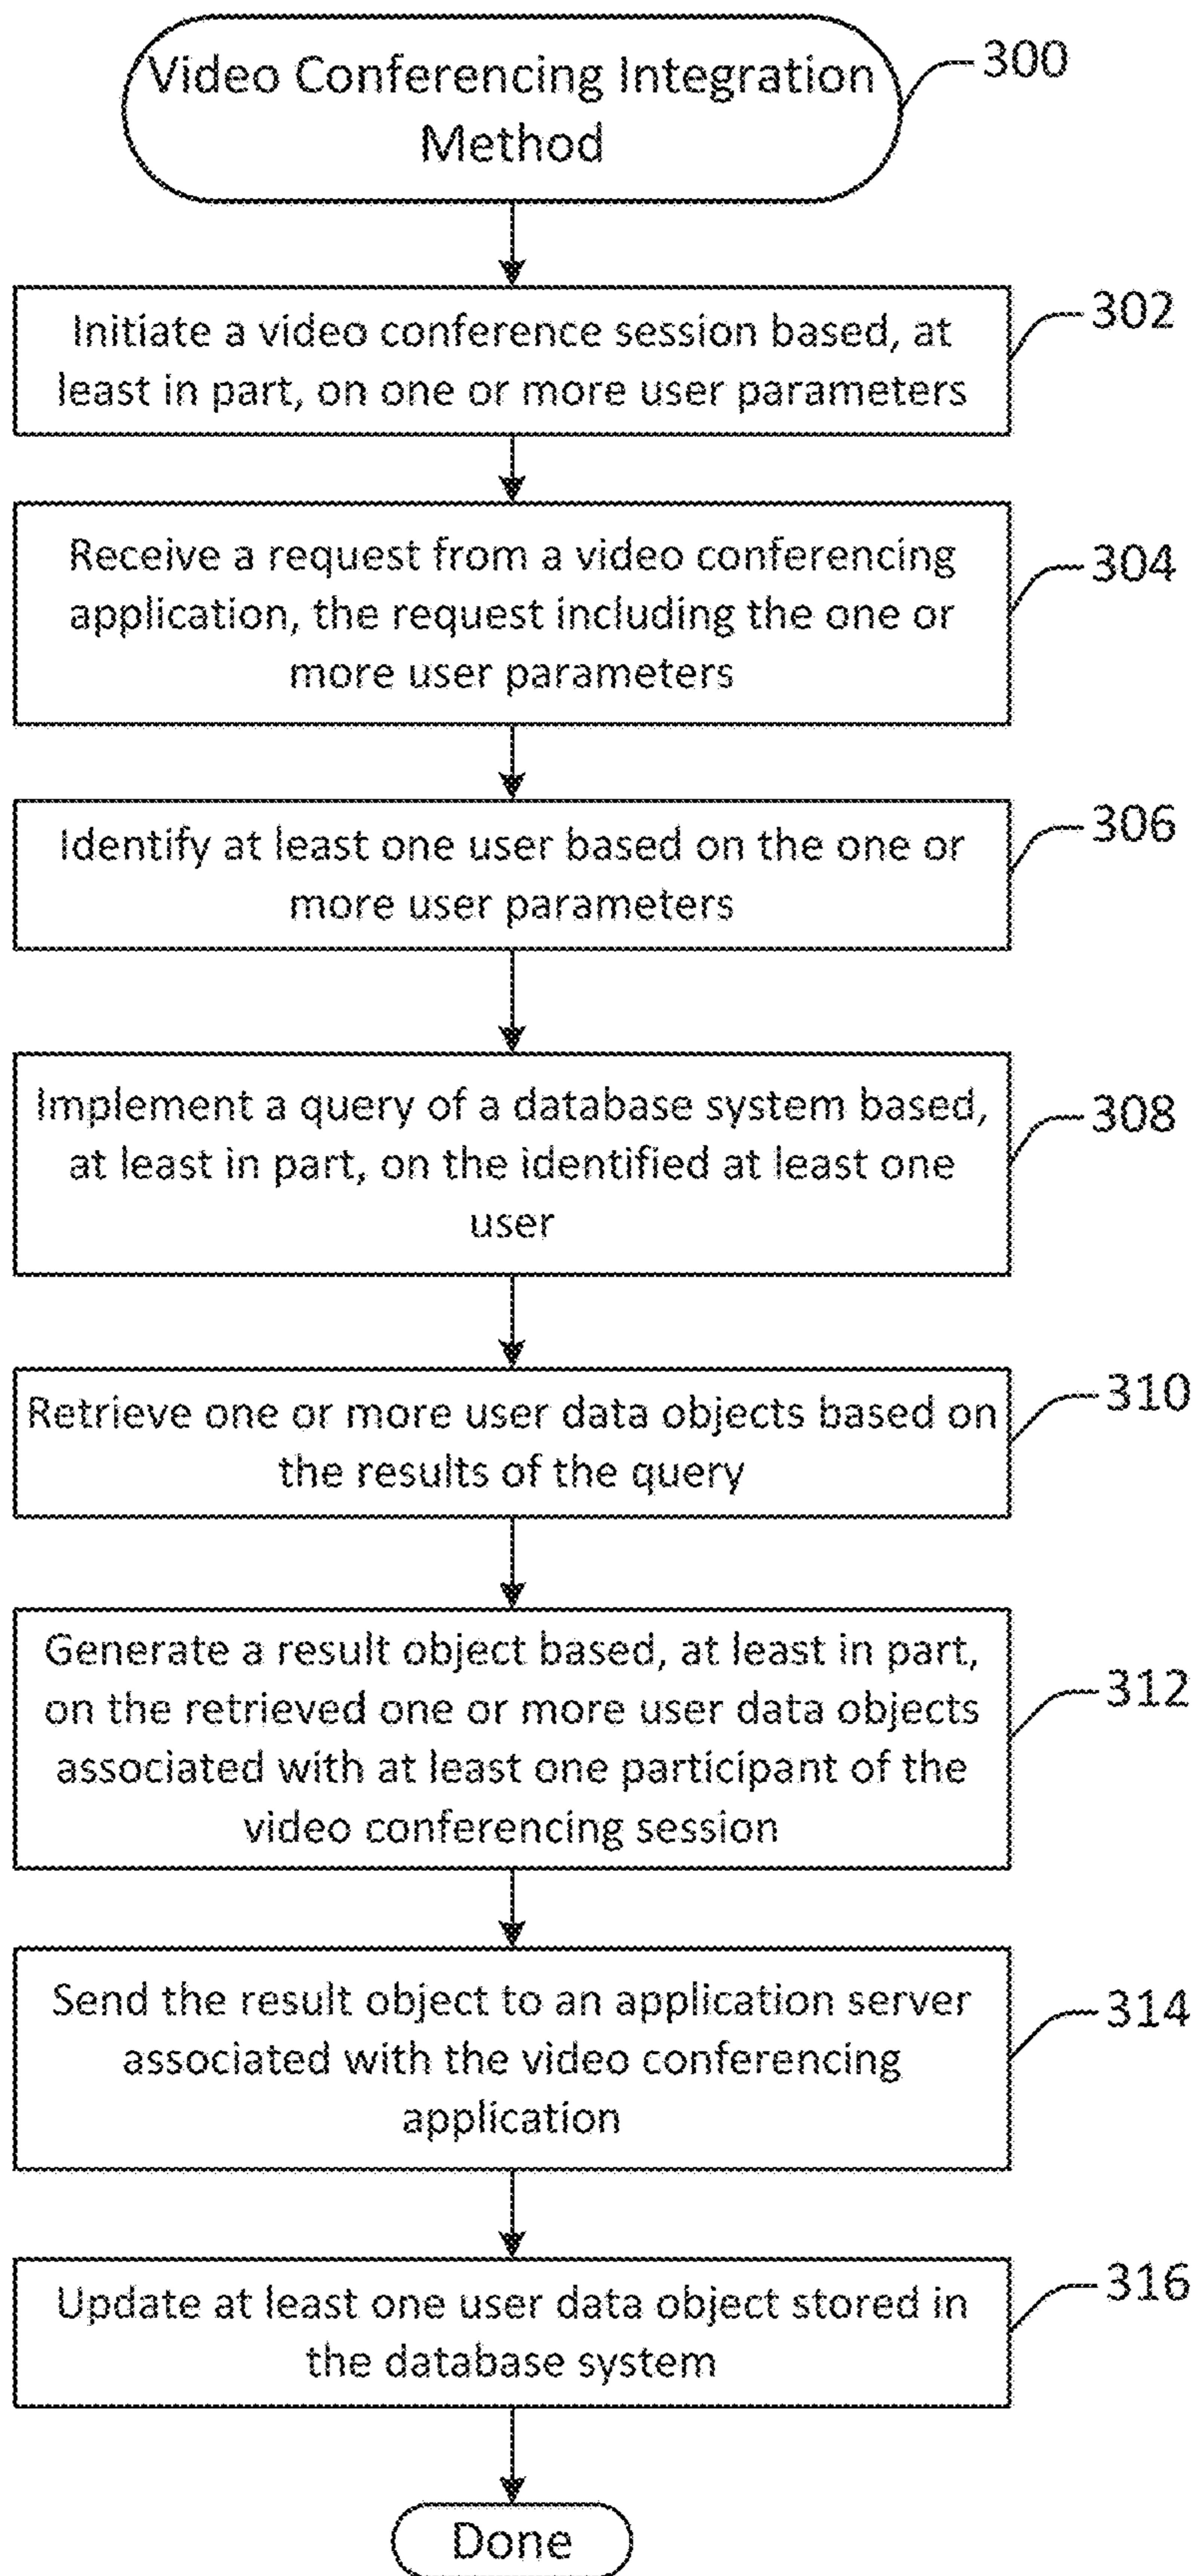 Video Conferencing Integration
Method
300
Initiate a video conference session based, at
least in part, on one or more user parameters
302
Receive a request from a video conferencing
application, the request including the one or
more user parameters
304
Identify at least one user based on the one or
more user parameters
306
Implement a query of a database system based,
at least in part, on the identified at least one
user
308
Retrieve one or more user data objects based on
the results of the query
310
Generate a result object based, at least in part,
on the retrieved one or more user data objects
associated with at least one participant of the
video conferencing session
312
Send the result object to an application server
associated with the video conferencing
application
314
Update at least one user data object stored in
the database system
316
Done